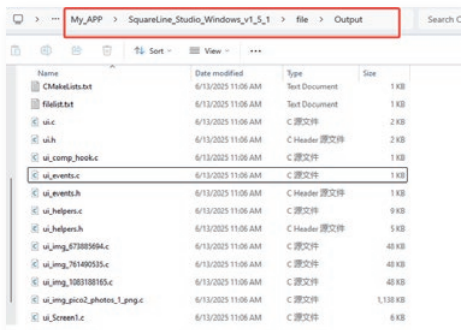 My_APP > SquareLine_Studio_Windows_v1_5_1 > file > Output Search C
Sort View ...
Name Date modified Type Size
CMakeLists.txt 6/13/2025 11:06 AM Text Document 1 KB
filelist.txt 6/13/2025 11:06 AM Text Document 1 KB
ui.c 6/13/2025 11:06 AM C 源文件 2 KB
ui.h 6/13/2025 11:06 AM C Header 源文件 2 KB
ui_comp_hook.c 6/13/2025 11:06 AM C 源文件 1 KB
ui_events.c 6/13/2025 11:06 AM C 源文件 1 KB
ui_events.h 6/13/2025 11:06 AM C Header 源文件 1 KB
ui_helpers.c 6/13/2025 11:06 AM C 源文件 9 KB
ui_helpers.h 6/13/2025 11:06 AM C Header 源文件 5 KB
ui_img_673885694.c 6/13/2025 11:06 AM C 源文件 48 KB
ui_img_761490535.c 6/13/2025 11:06 AM C 源文件 48 KB
ui_img_1083188165.c 6/13/2025 11:06 AM C 源文件 48 KB
ui_img_pico2_photos_1_png.c 6/13/2025 11:06 AM C 源文件 1,138 KB
ui_Screen1.c 6/13/2025 11:06 AM C 源文件 6 KB